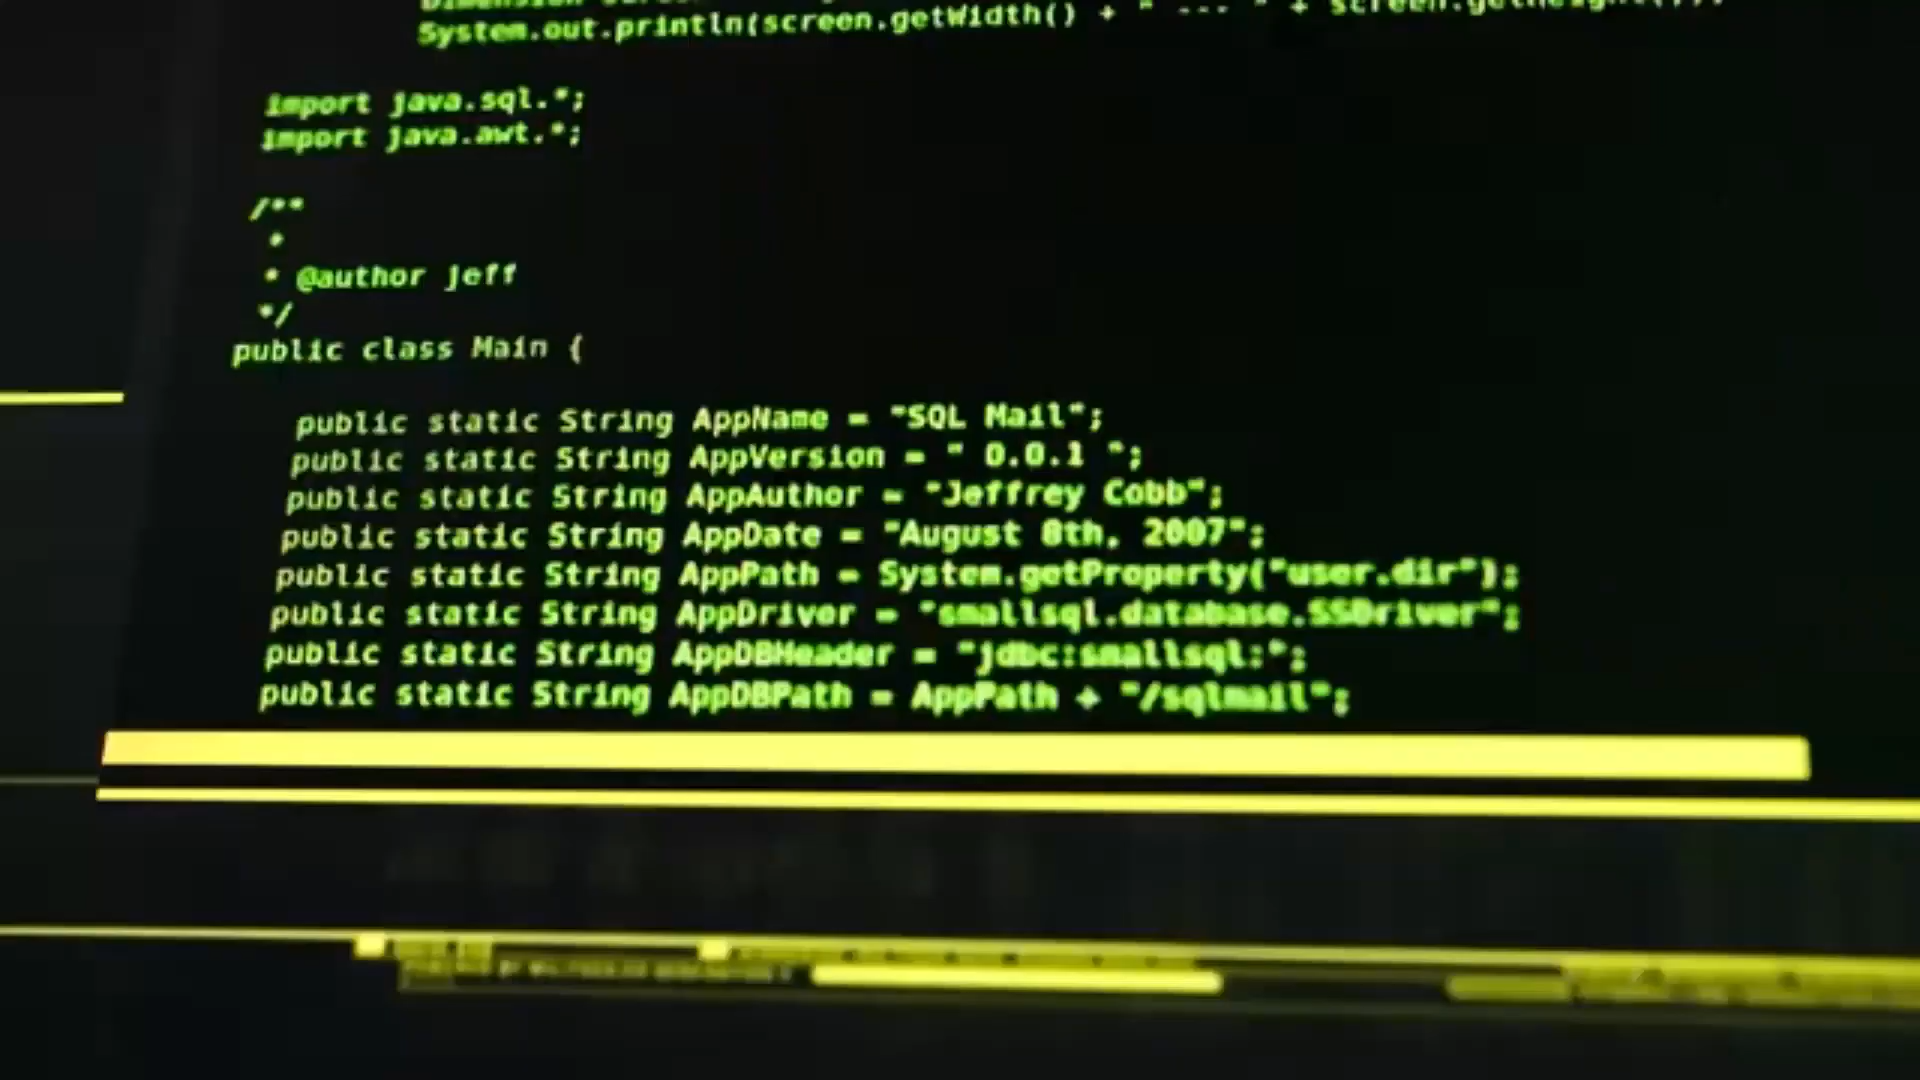 System.out.println(screen.getWidth() + " --- " + screen.getHeight());
import java.sql.*;
import java.awt.*;
/**
*
* @author jeff
*/
public class Main {
public static String AppName = "SQL Mail";
public static String AppVersion = " 0.0.1 ";
public static String AppAuthor = "Jeffrey Cobb";
public static String AppDate = "August 8th, 2007";
public static String AppPath = System.getProperty("user.dir");
public static String AppDriver = "smallsql.database.SSDriver";
public static String AppDBHeader = "jdbc:smallsql:";
public static String AppDBPath = AppPath + "/sqlmail";